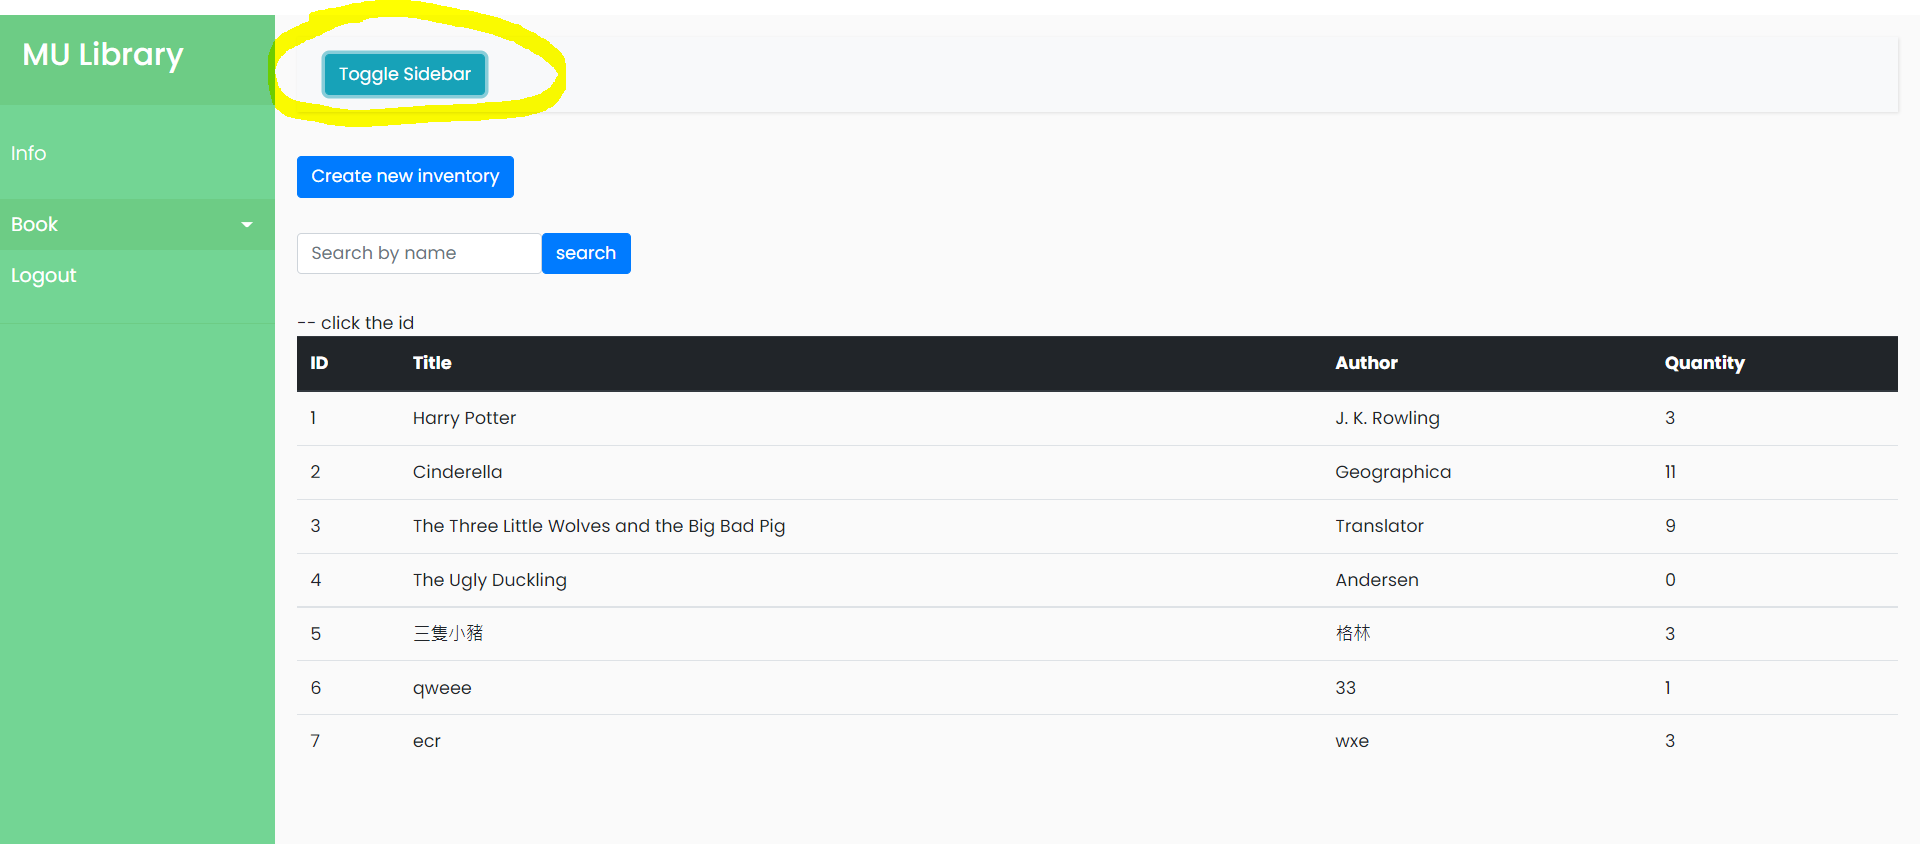 MU Library
Toggle Sidebar
Info
Create new inventory
Book
Search by name search
Logout
-- click the id
ID Title Author Quantity
1 Harry Potter J. K. Rowling 3
2 Cinderella Geographica 11
3 The Three Little Wolves and the Big Bad Pig Translator 9
4 The Ugly Duckling Andersen 0
5 三隻小豬 格林 3
6 qweee 33 1
7 ecr wxe 3